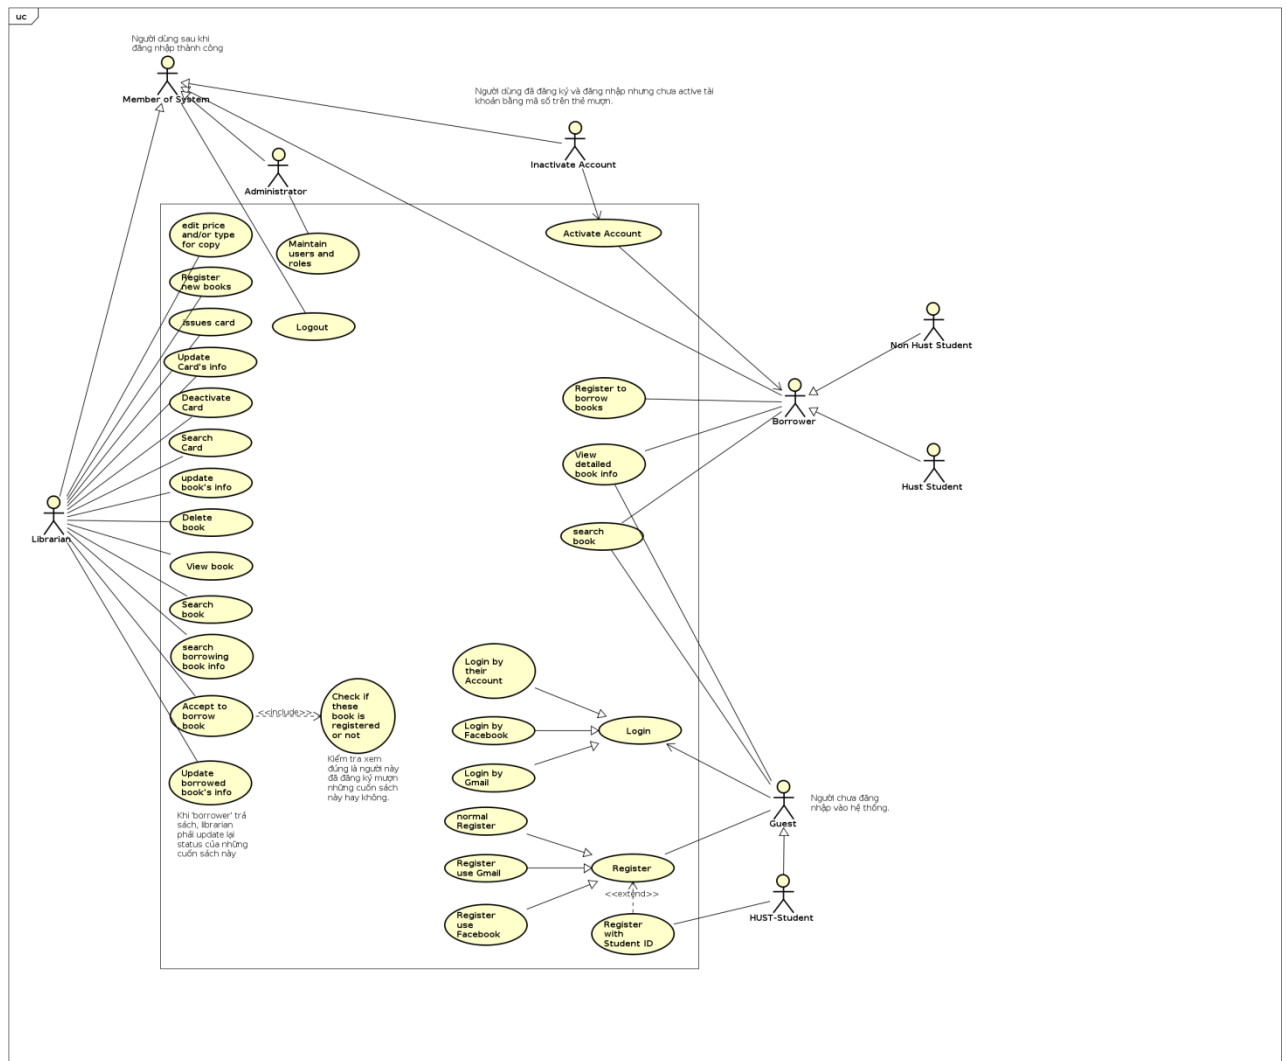 uc
Người dùng sau khi
đăng nhập thành công
Member of System
Người dùng đã đăng ký và đăng nhập nhưng chưa active tài
khoản bằng mã số trên thẻ mượn.
Inactivate Account
Administrator
edit price
and/or type
for copy
Maintain
users and
roles
Activate Account
Register
new books
issues card
Logout
Update
Card's info
Deactivate
Card
Search
Card
update
book's info
Delete
book
View book
Search
book
search
borrowing
book info
Accept to
borrow
book
<<include>>
Check if
these
book is
registered
or not
Kiểm tra xem
đúng là người này
đã đăng ký mượn
những cuốn sách
này hay không.
Update
borrowed
book's info
Khi 'borrower' trả
sách, librarian
phải update lại
status của những
cuốn sách này
Librarian
Register to
borrow
books
View
detailed
book info
search
book
Non Hust Student
Borrower
Hust Student
Login by
their
Account
Login by
Facebook
Login by
Gmail
Login
normal
Register
Register
use Gmail
Register
use
Facebook
Register
<<extend>>
Register
with
Student ID
Guest
Người chưa đăng
nhập vào hệ thống.
HUST-Student